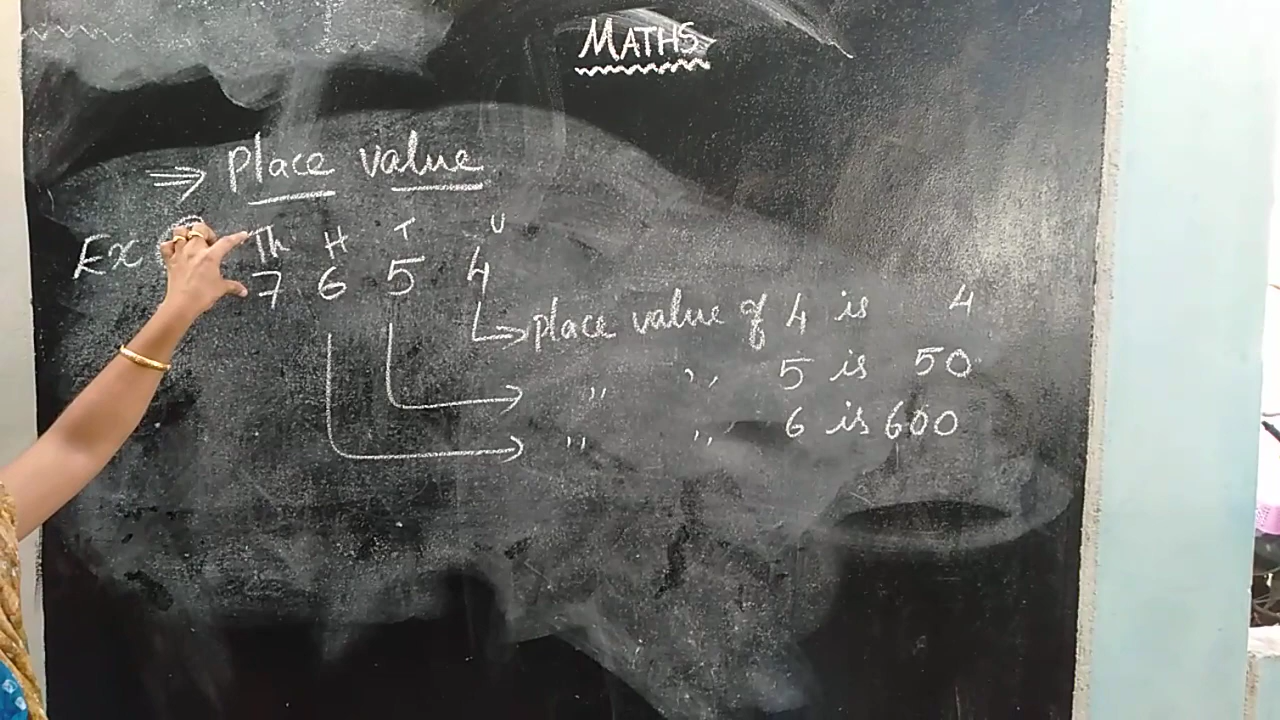 MATHS
⇒ Place value
Th H T U
Ex 7 6 5 4
place value of 4 is 4
,, ,, 5 is 50
,, ,, 6 is 600